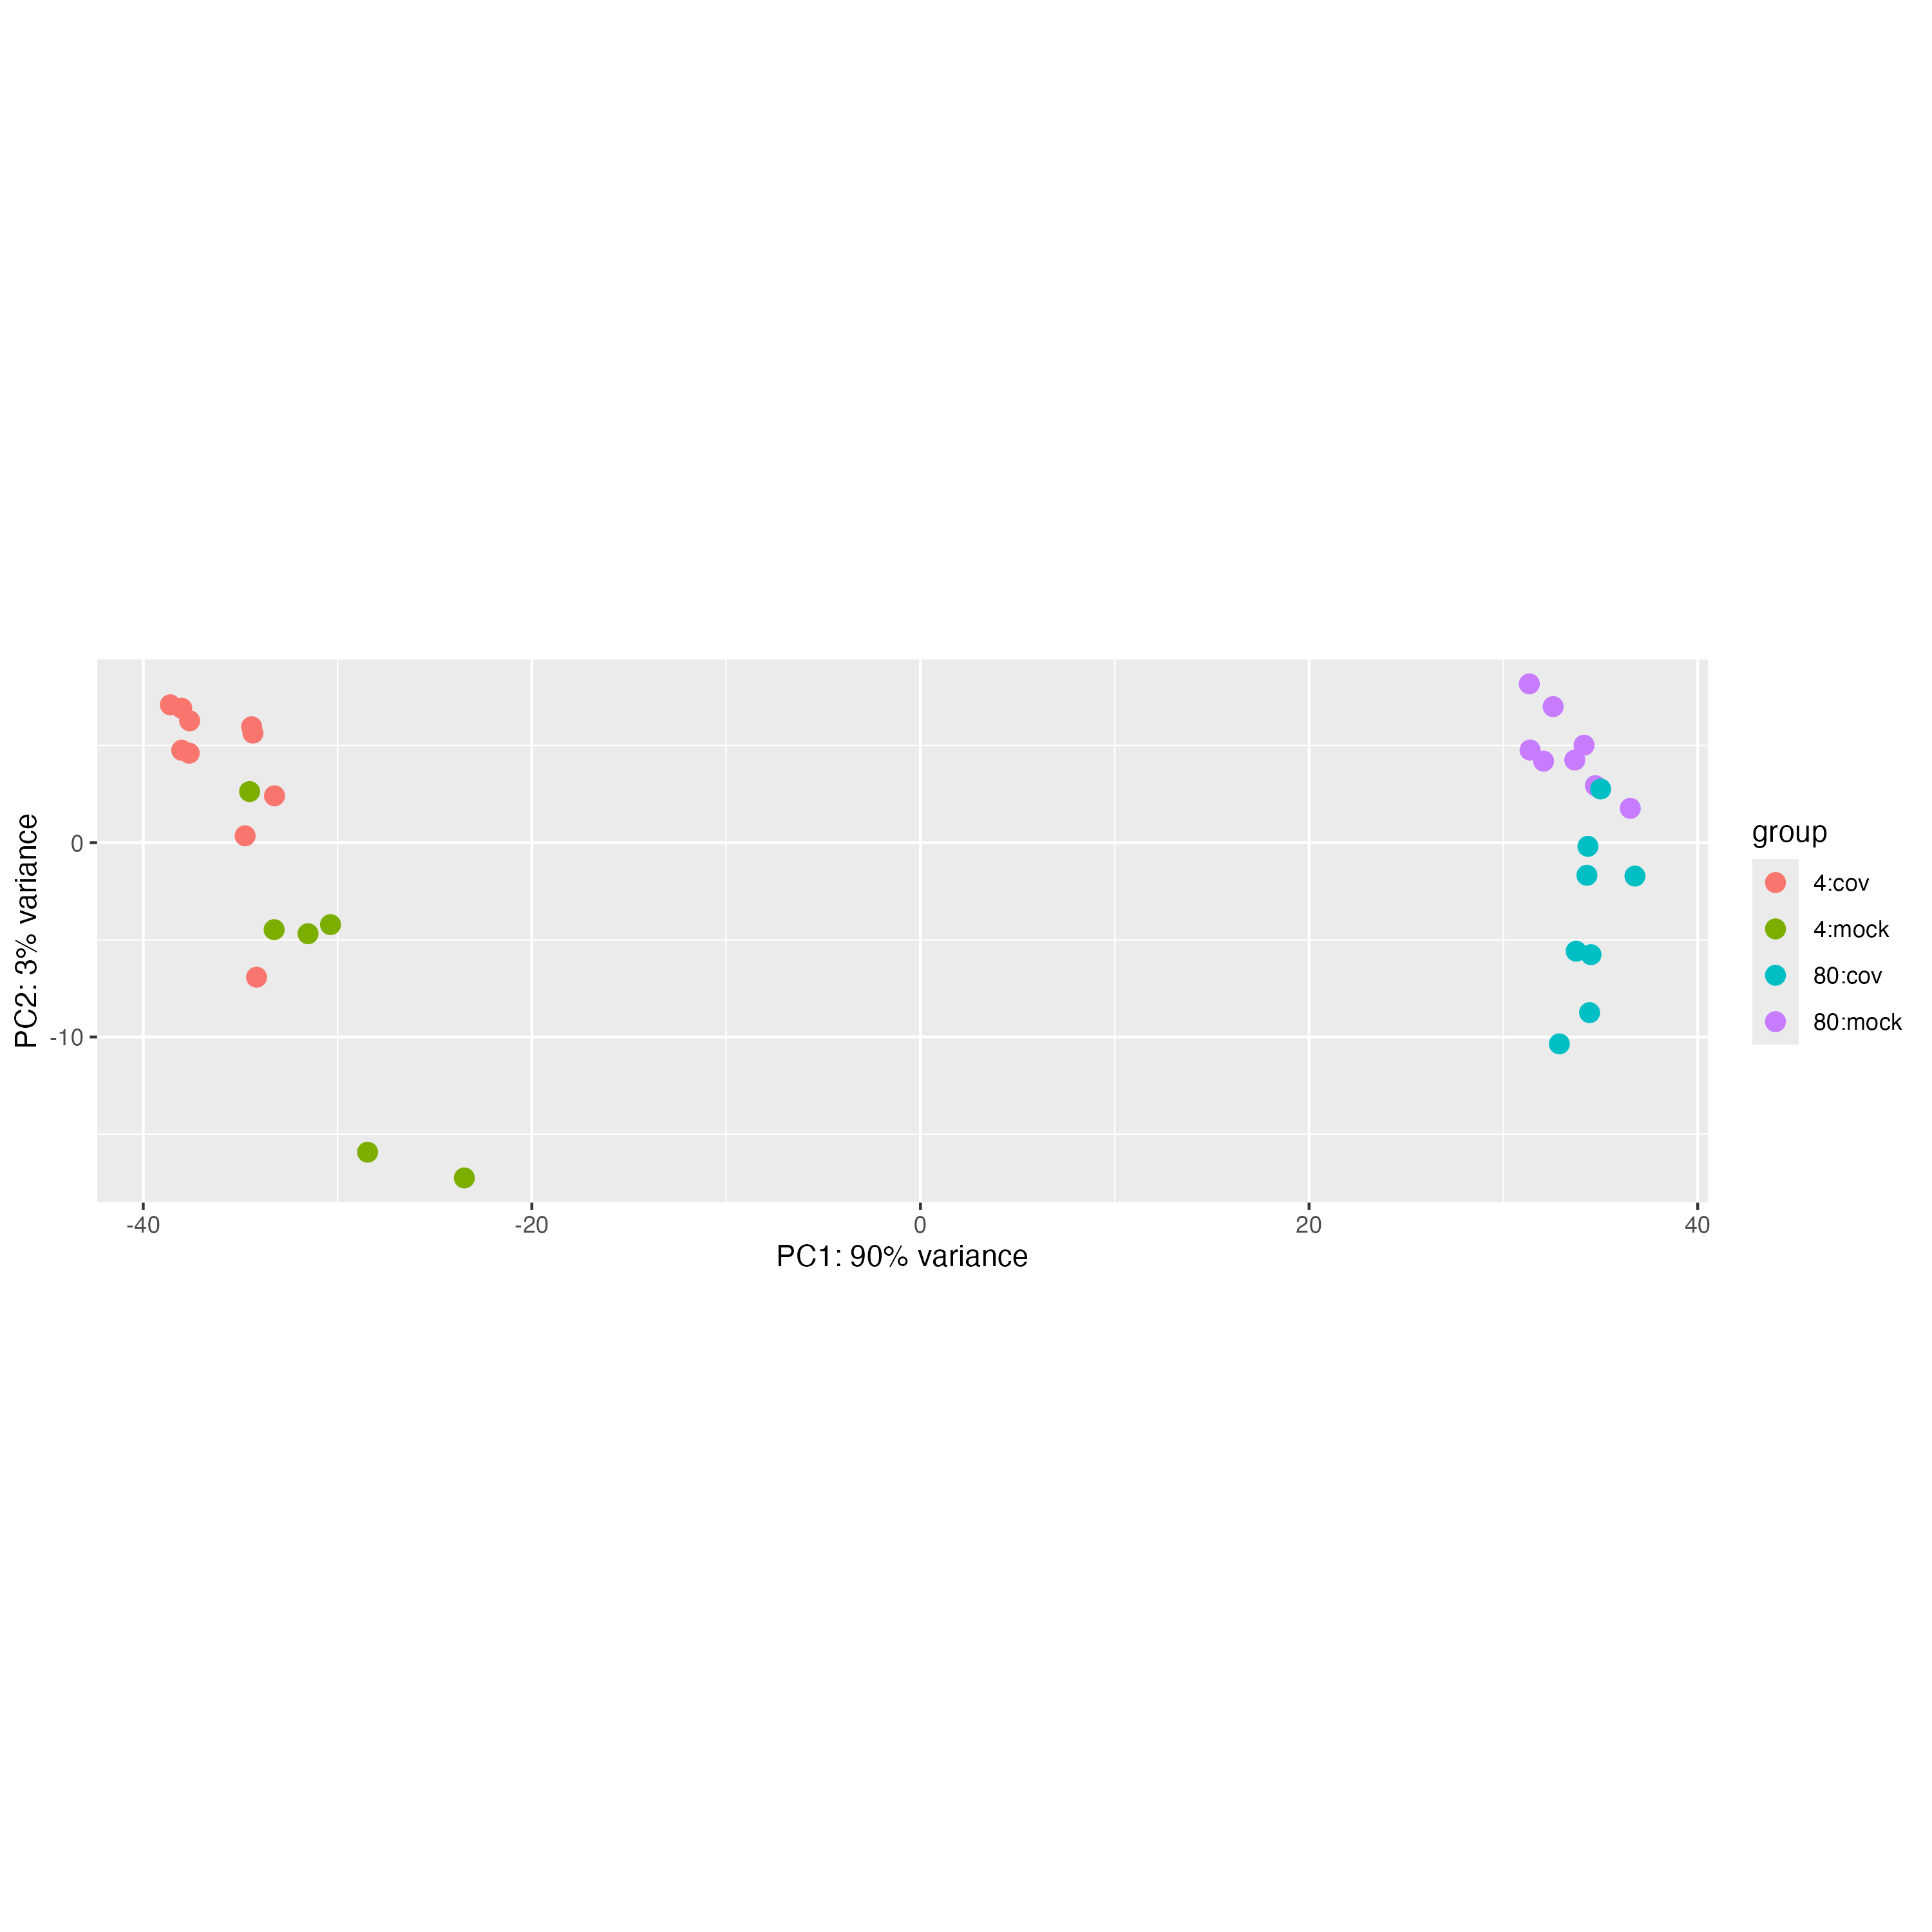 PC2: 3% variance
0
-10
-40
-20
0
20
40
PC1: 90% variance
group
4:cov
4:mock
80:cov
80:mock